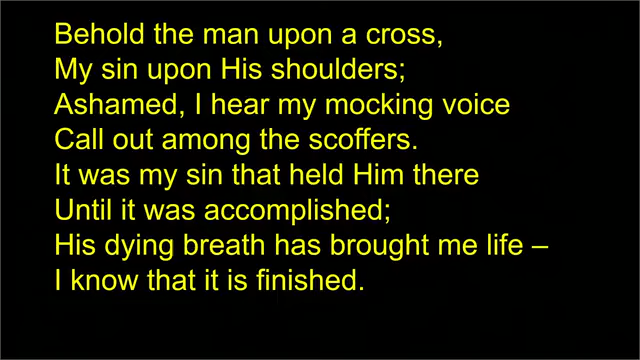 Behold the man upon a cross,
My sin upon His shoulders;
Ashamed, I hear my mocking voice
Call out among the scoffers.
It was my sin that held Him there
Until it was accomplished;
His dying breath has brought me life –
I know that it is finished.